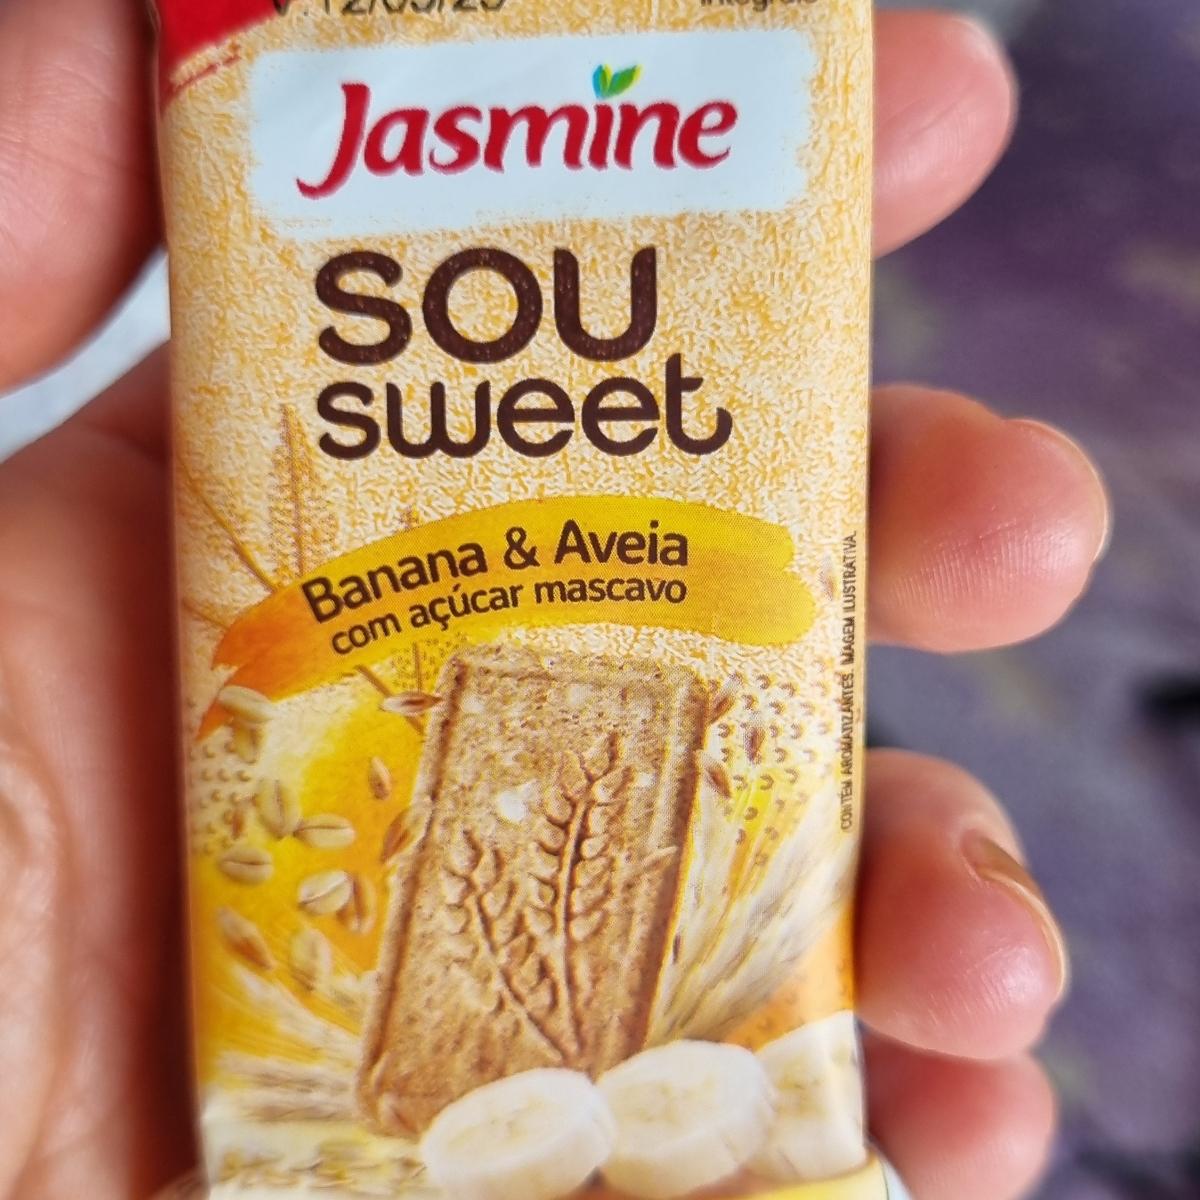 Jasmine
sou
sweet
Banana & Aveia
com açúcar mascavo
CONTÉM AROMATIZANTES. IMAGEM ILUSTRATIVA.